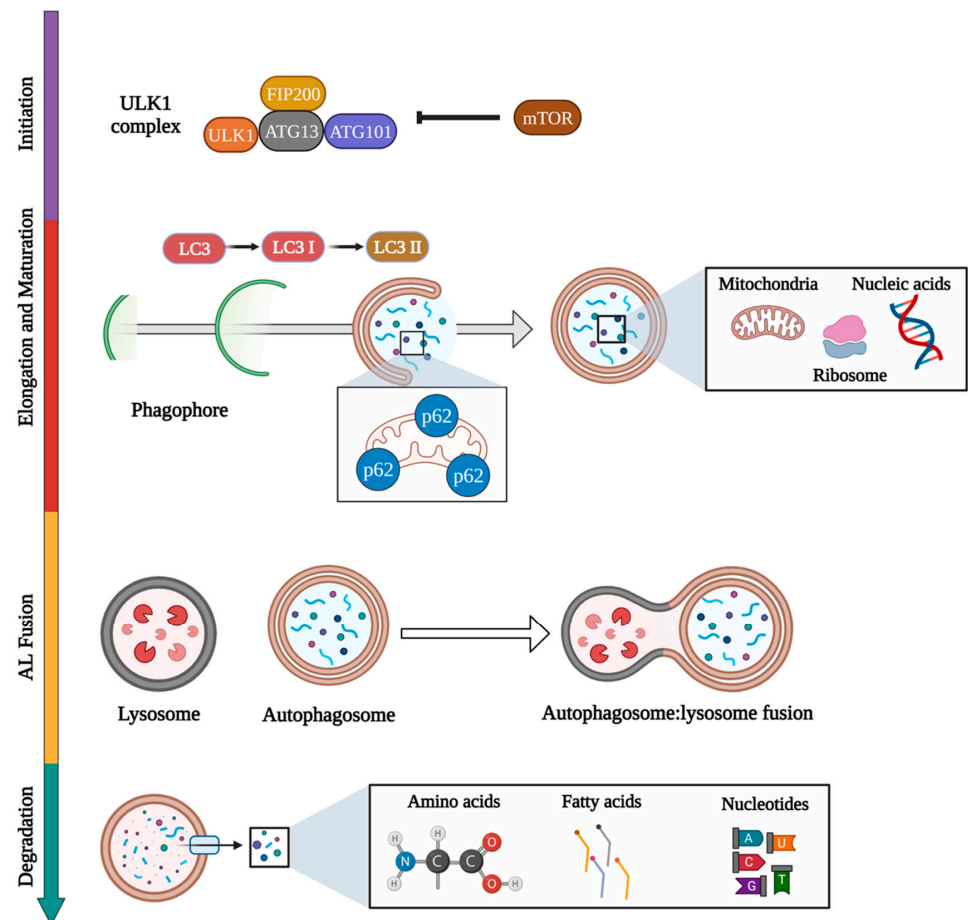 Initiation
ULK1
complex
FIP200
ULK1
ATG13
ATG101
mTOR
Elongation and Maturation
LC3
LC3 I
LC3 II
Phagophore
p62
p62
p62
Mitochondria
Nucleic acids
Ribosome
AL Fusion
Lysosome
Autophagosome
Autophagosome:lysosome fusion
Degradation
Amino acids
H
H
N
H
C
C
O
O
H
Fatty acids
Nucleotides
A
U
C
G
T